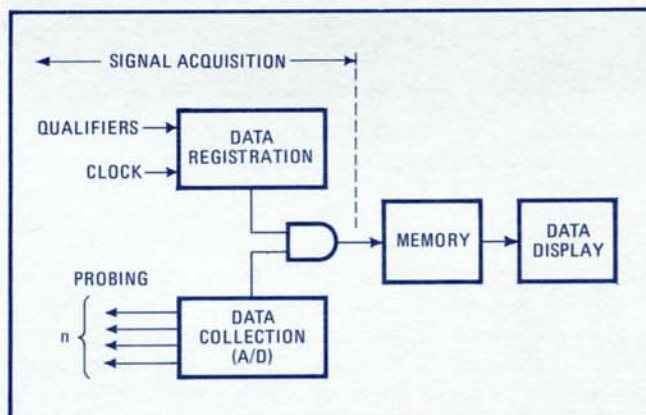 SIGNAL ACQUISITION
QUALIFIERS
CLOCK
DATA
REGISTRATION
MEMORY
DATA
DISPLAY
PROBING
n
DATA
COLLECTION
(A/D)